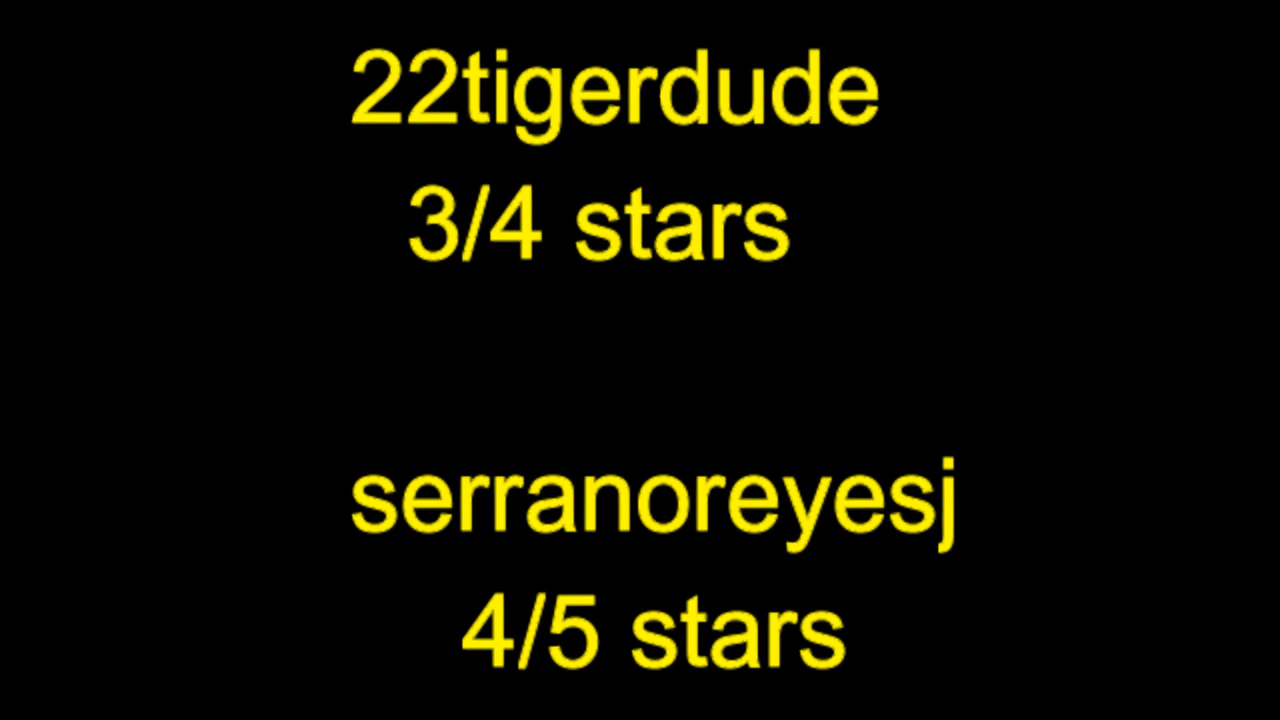 22tigerdude
3/4 stars
serranoreyesj
4/5 stars